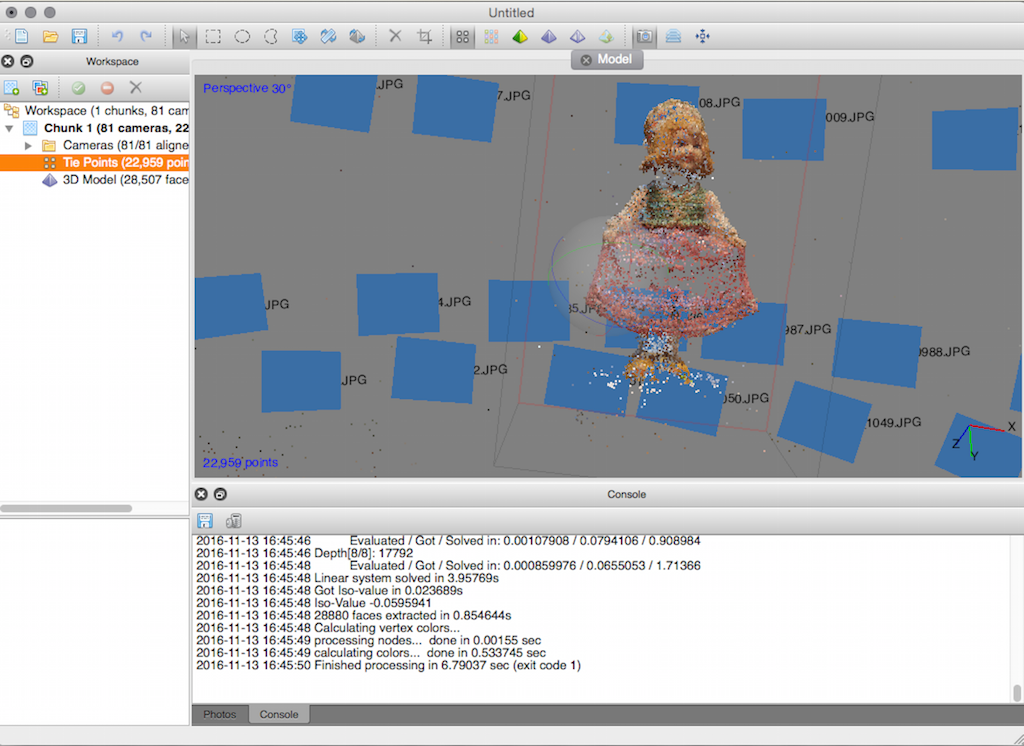 Untitled
Workspace
Model
Workspace (1 chunks, 81 cam
Chunk 1 (81 cameras, 22
Cameras (81/81 aligne
Tie Points (22,959 poin
3D Model (28,507 face
Perspective 30°
.JPG
7.JPG
08.JPG
009.JPG
JPG
4.JPG
35.JP
987.JPG
0988.JPG
JPG
2.JPG
050.JPG
1049.JPG
X
Z
Y
22,959 points
Console
2016-11-13 16:45:46 Evaluated / Got / Solved in: 0.00107908 / 0.0794106 / 0.908984
2016-11-13 16:45:46 Depth[8/8]: 17792
2016-11-13 16:45:48 Evaluated / Got / Solved in: 0.000859976 / 0.0655053 / 1.71366
2016-11-13 16:45:48 Linear system solved in 3.95769s
2016-11-13 16:45:48 Got Iso-value in 0.023689s
2016-11-13 16:45:48 Iso-Value -0.0595941
2016-11-13 16:45:48 28880 faces extracted in 0.854644s
2016-11-13 16:45:48 Calculating vertex colors...
2016-11-13 16:45:49 processing nodes... done in 0.00155 sec
2016-11-13 16:45:49 calculating colors... done in 0.533745 sec
2016-11-13 16:45:50 Finished processing in 6.79037 sec (exit code 1)
Photos
Console